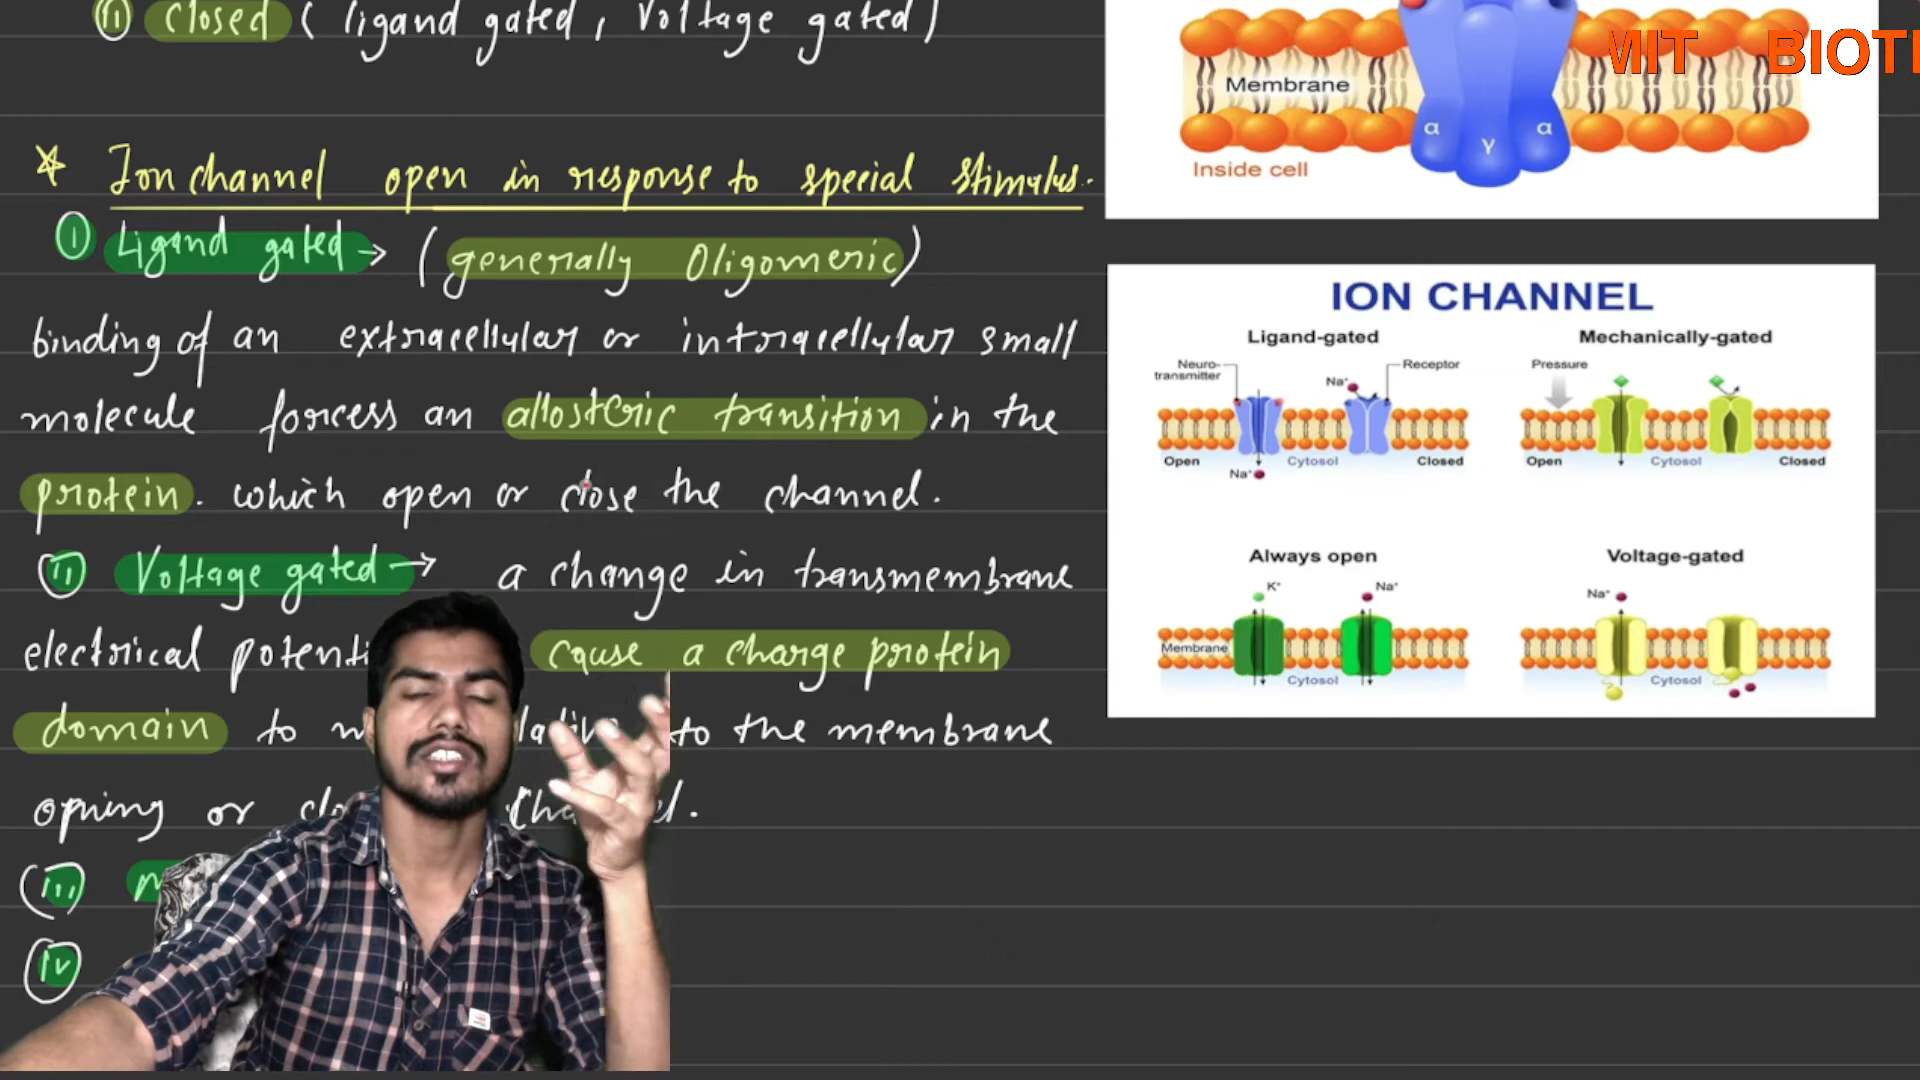 (ii) closed ( ligand gated, Voltage gated )
☆ Ion channel open in response to special stimulus.
(i) Ligand gated → ( generally Oligomeric )
binding of an extracellular or intracellular small
molecule forcess an allosteric transition in the
protein. which open or close the channel.
(ii) Voltage gated → a change in transmembrane
electrical cause a charge protein
domain to to the membrane
opning or
(iii)
(iv)
MIT BIOT
Membrane
α
γ
α
Inside cell
ION CHANNEL
Ligand-gated
Neuro-
transmitter
Na⁺
Receptor
Open
Cytosol
Closed
Na⁺
Mechanically-gated
Pressure
Open
Cytosol
Closed
Always open
K⁺
Na⁺
Membrane
Cytosol
Voltage-gated
Na⁺
Cytosol